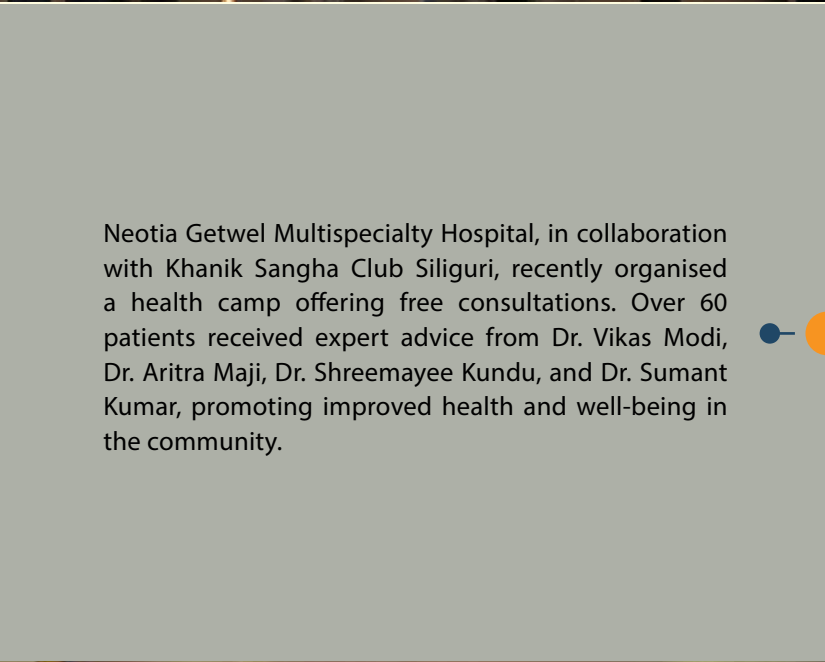 Neotia Getwel Multispecialty Hospital, in collaboration
with Khanik Sangha Club Siliguri, recently organised
a health camp offering free consultations. Over 60
patients received expert advice from Dr. Vikas Modi,
Dr. Aritra Maji, Dr. Shreemayee Kundu, and Dr. Sumant
Kumar, promoting improved health and well-being in
the community.